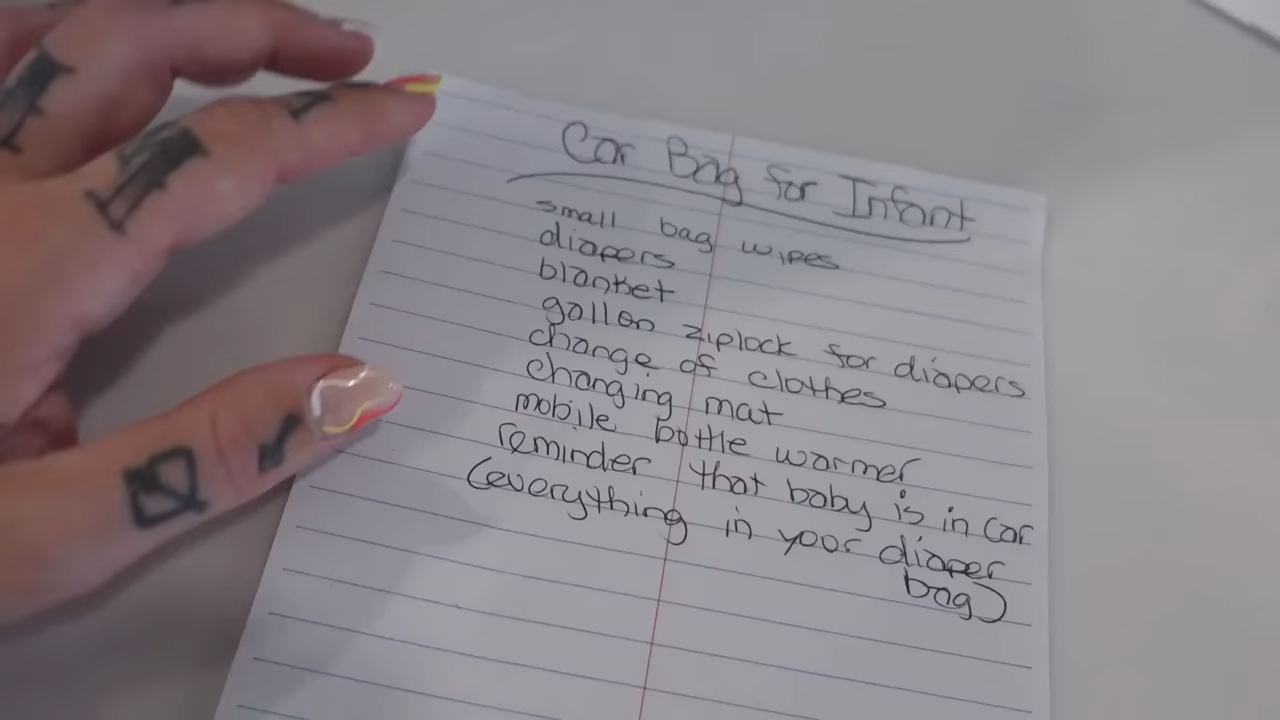 Car Bag for Infant
small bag wipes
diapers
blanket
gallon ziplock for diapers
change of clothes
changing mat
mobile bottle warmer
reminder that baby is in car
(everything in your diaper
bag)